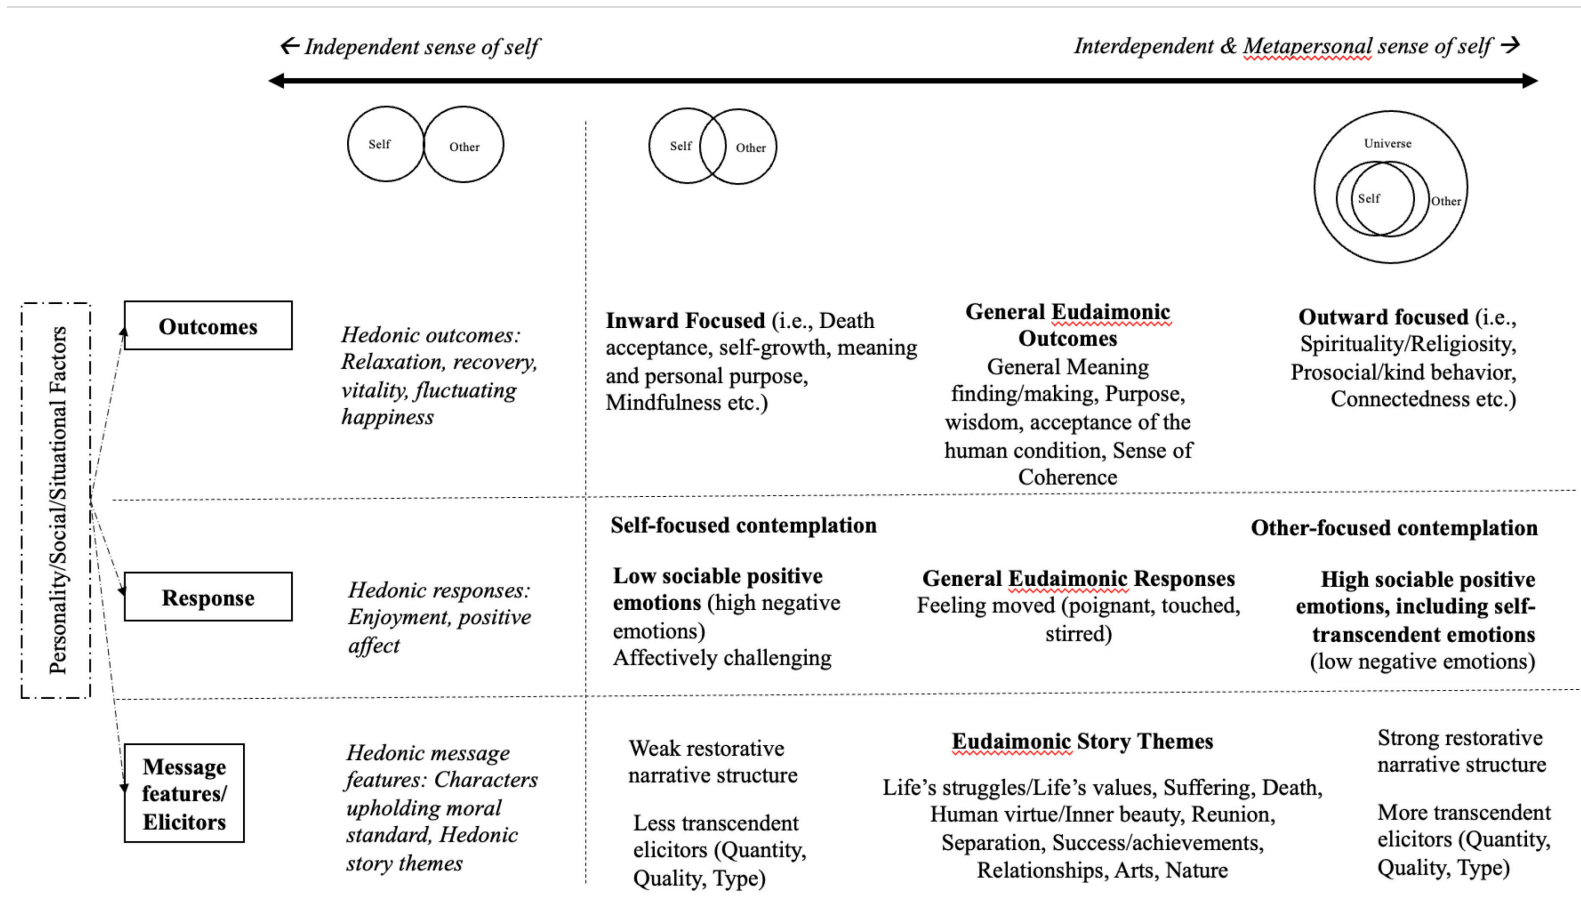 ← Independent sense of self
Interdependent & Metapersonal sense of self →
Self
Other
Self
Other
Universe
Self
Other
Personality/Social/Situational Factors
Outcomes
Hedonic outcomes:
Relaxation, recovery,
vitality, fluctuating
happiness
Inward Focused (i.e., Death
acceptance, self-growth, meaning
and personal purpose,
Mindfulness etc.)
General Eudaimonic
Outcomes
General Meaning
finding/making, Purpose,
wisdom, acceptance of the
human condition, Sense of
Coherence
Outward focused (i.e.,
Spirituality/Religiosity,
Prosocial/kind behavior,
Connectedness etc.)
Self-focused contemplation
Other-focused contemplation
Response
Hedonic responses:
Enjoyment, positive
affect
Low sociable positive
emotions (high negative
emotions)
Affectively challenging
General Eudaimonic Responses
Feeling moved (poignant, touched,
stirred)
High sociable positive
emotions, including self-
transcendent emotions
(low negative emotions)
Message
features/
Elicitors
Hedonic message
features: Characters
upholding moral
standard, Hedonic
story themes
Weak restorative
narrative structure
Less transcendent
elicitors (Quantity,
Quality, Type)
Eudaimonic Story Themes
Life's struggles/Life's values, Suffering, Death,
Human virtue/Inner beauty, Reunion,
Separation, Success/achievements,
Relationships, Arts, Nature
Strong restorative
narrative structure
More transcendent
elicitors (Quantity,
Quality, Type)